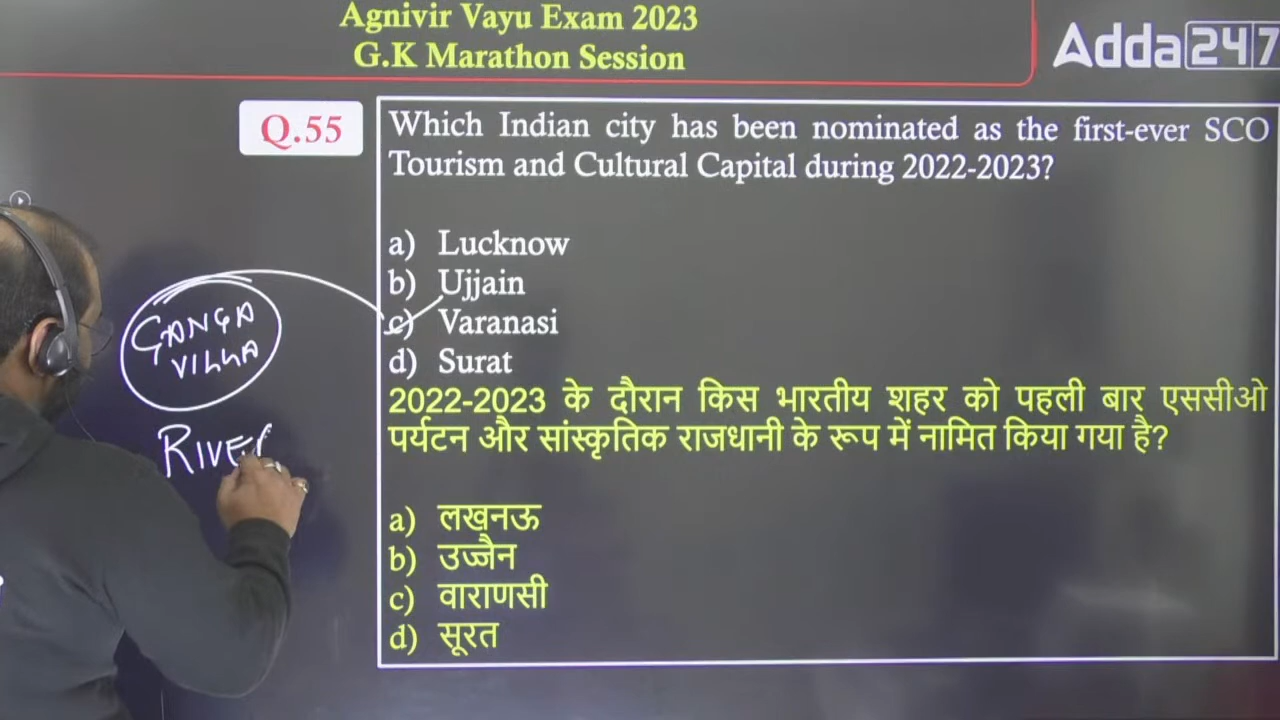 Agnivir Vayu Exam 2023
G.K Marathon Session
Adda247
Q.55
Which Indian city has been nominated as the first-ever SCO
Tourism and Cultural Capital during 2022-2023?
a) Lucknow
b) Ujjain
c) Varanasi
d) Surat
GANGA
VILLA
RIVER
2022-2023 के दौरान किस भारतीय शहर को पहली बार एससीओ
पर्यटन और सांस्कृतिक राजधानी के रूप में नामित किया गया है?
a) लखनऊ
b) उज्जैन
c) वाराणसी
d) सूरत